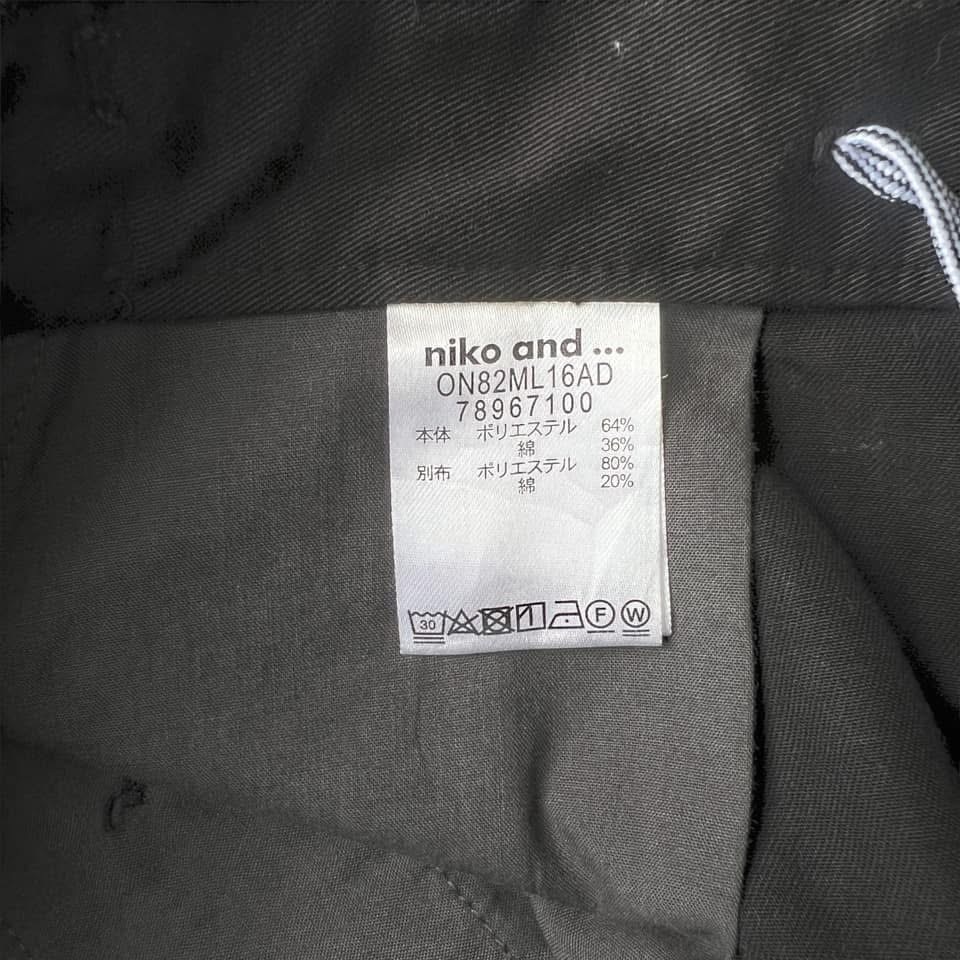 niko and ...
ON82ML16AD
78967100
本体 ポリエステル 64%
綿 36%
別布 ポリエステル 80%
綿 20%
30 F W